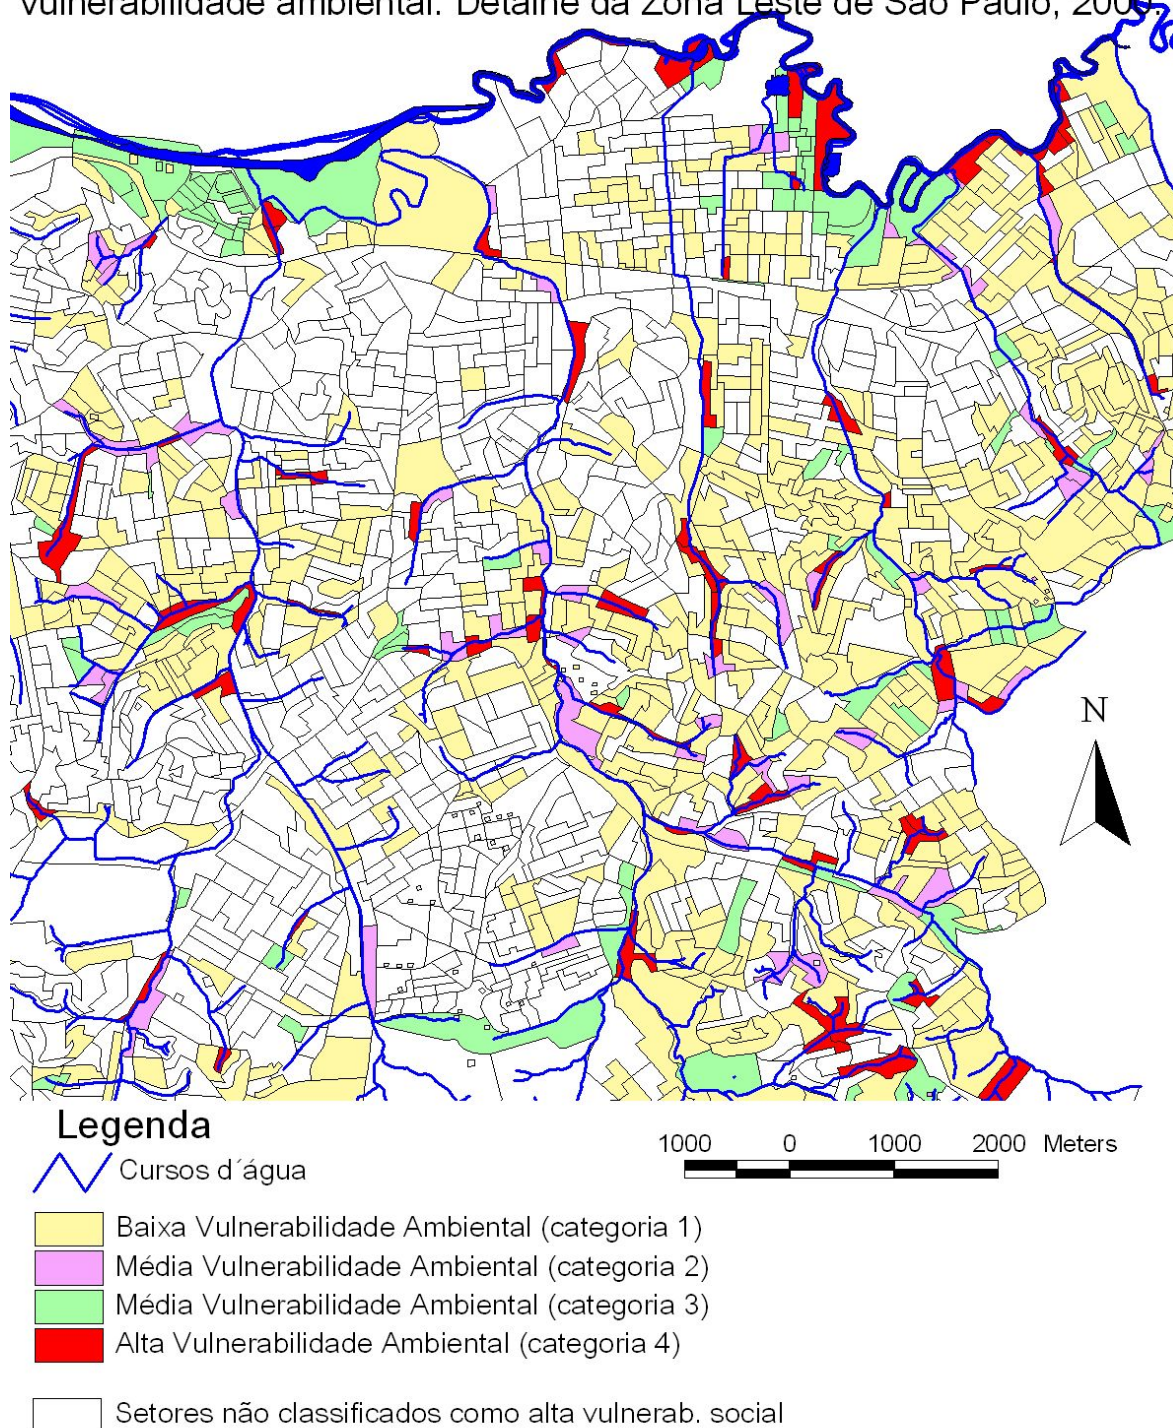 vulnerabilidade ambiental. Detalhe da Zona Leste de São Paulo, 2000.
N
Legenda
1000 0 1000 2000 Meters
Cursos d´água
Baixa Vulnerabilidade Ambiental (categoria 1)
Média Vulnerabilidade Ambiental (categoria 2)
Média Vulnerabilidade Ambiental (categoria 3)
Alta Vulnerabilidade Ambiental (categoria 4)
Setores não classificados como alta vulnerab. social